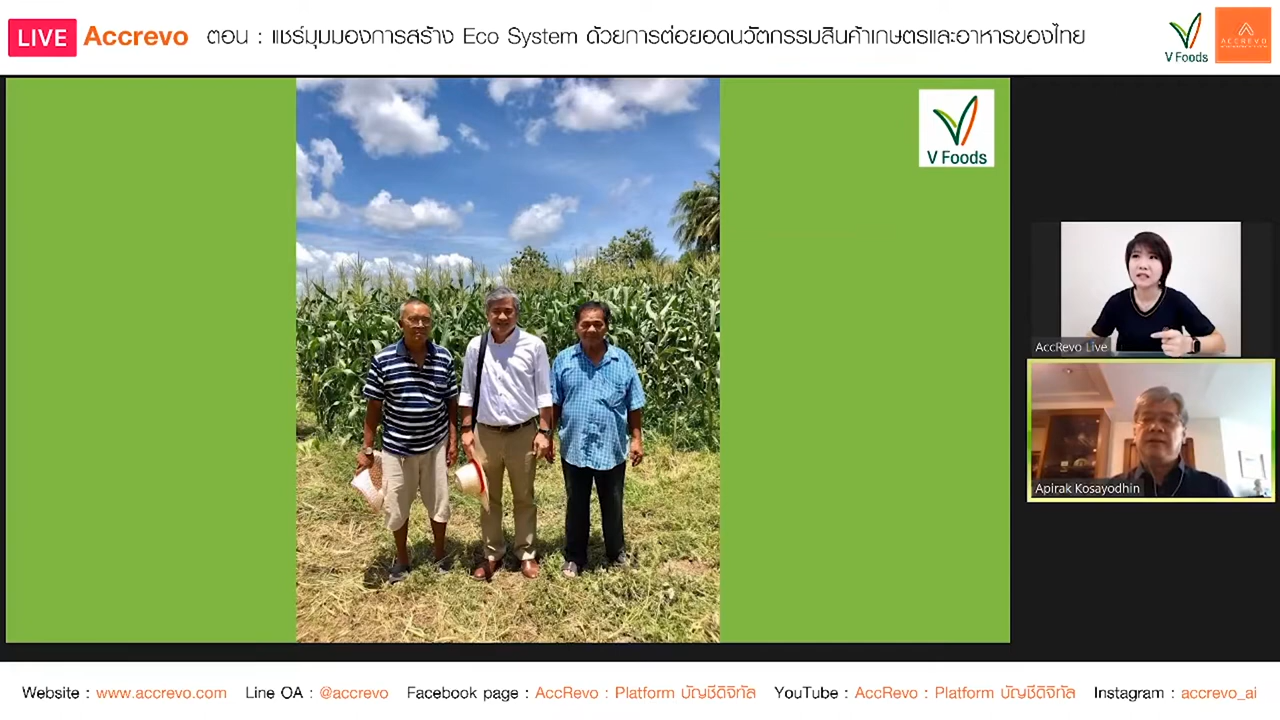 LIVE Accrevo ตอน : แชร์มุมมองการสร้าง Eco System ด้วยการต่อยอดนวัตกรรมสินค้าเกษตรและอาหารของไทย
V Foods
ACCREVO
V Foods
AccRevo Live
Apirak Kosayodhin
Website : www.accrevo.com Line OA : @accrevo Facebook page : AccRevo : Platform บัญชีดิจิทัล YouTube : AccRevo : Platform บัญชีดิจิทัล Instagram : accrevo_ai